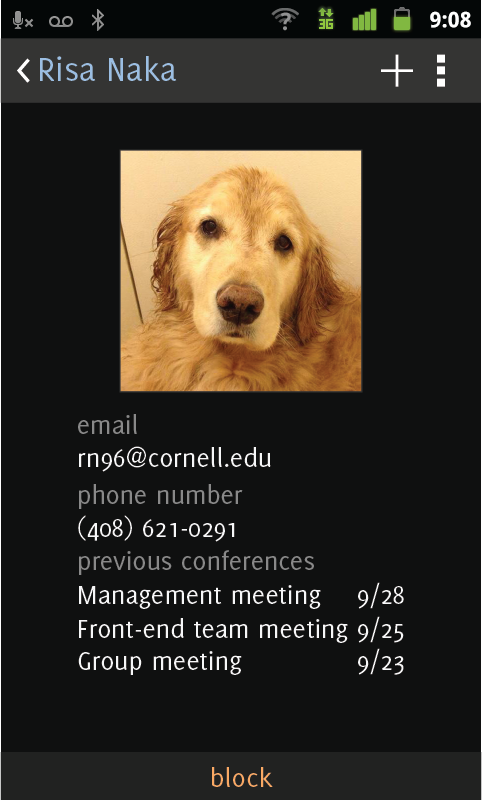 3G 9:08
Risa Naka
email
rn96@cornell.edu
phone number
(408) 621-0291
previous conferences
Management meeting 9/28
Front-end team meeting 9/25
Group meeting 9/23
block